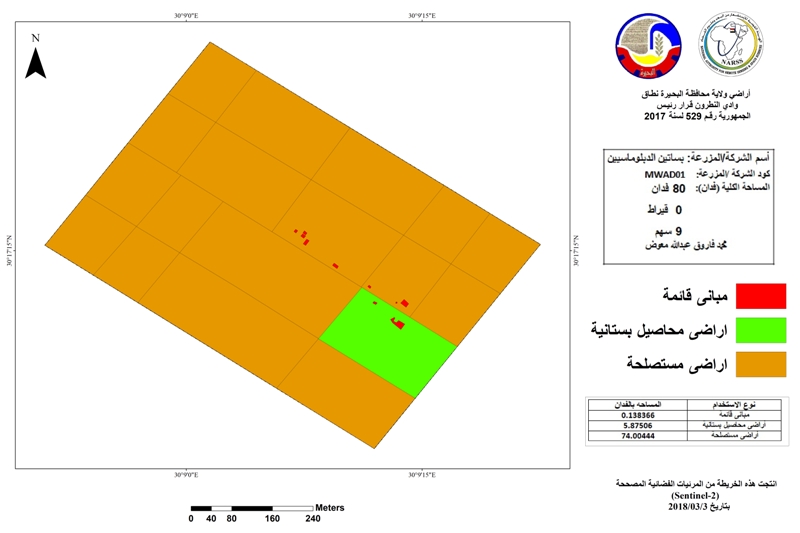 30°9'0"E
30°9'15"E
N
30°17'15"N
30°17'15"N
30°9'0"E
30°9'15"E
Meters
0 40 80 160 240
البحيرة
NARSS
أراضي ولاية محافظة البحيرة نطاق
وادي النطرون قرار رئيس
الجمهورية رقم 529 لسنة 2017
أسم الشركة/المزرعة: بساتين الدبلوماسيين
كود الشركة /المزرعة: MWAD01
المساحة الكلية (فدان): 80 فدان
0 قيراط
9 سهم
محمد فاروق عبدالله معوض
مبانى قائمة
اراضى محاصيل بستانية
اراضى مستصلحة
نوع الاستخدام المساحه بالفدان
مبانى قائمة 0.138366
أراضى محاصيل بستانية 5.87506
أراضى مستصلحة 74.00444
انتجت هذه الخريطة من المرئيات الفضائية المصححة
(Sentinel-2)
بتاريخ 2018/03/3